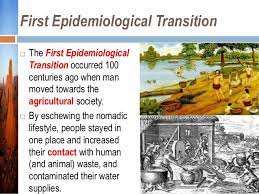 First Epidemiological Transition
The First Epidemiological
Transition occurred 100
centuries ago when man
moved towards the
agricultural society.
By eschewing the nomadic
lifestyle, people stayed in
one place and increased
their contact with human
(and animal) waste, and
contaminated their water
supplies.